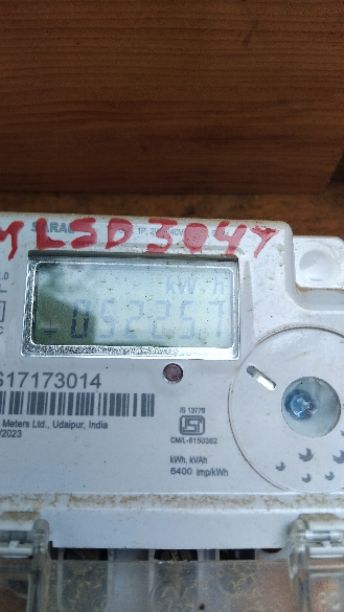 MLSD3047
kW h
052257
S17173014
Meters Ltd., Udaipur, India
/2023
IS 13779
CM/L-8150362
kWh, kVAh
6400 imp/kWh